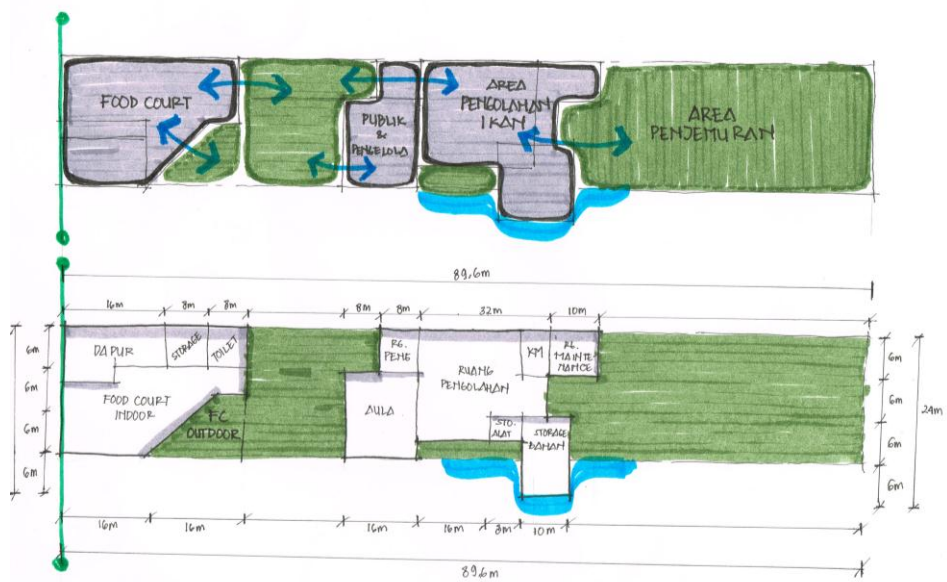 FOOD COURT
PUBLIK
&
PENGELOLA
AREA
PENGOLAHAN
IKAN
AREA
PENJEMURAN
89,6m
16m
8m
8m
8m
8m
32m
10m
6m
6m
6m
6m
DAPUR
STORAGE
TOILET
FOOD COURT
INDOOR
FC
OUTDOOR
RG.
PENG
AULA
RUANG
PENGOLAHAN
KM
RG.
MAINTE
NANCE
STO.
ALAT
STORAGE
BAHAN
6m
6m
6m
6m
24m
16m
16m
16m
16m
3m
10m
89.6m